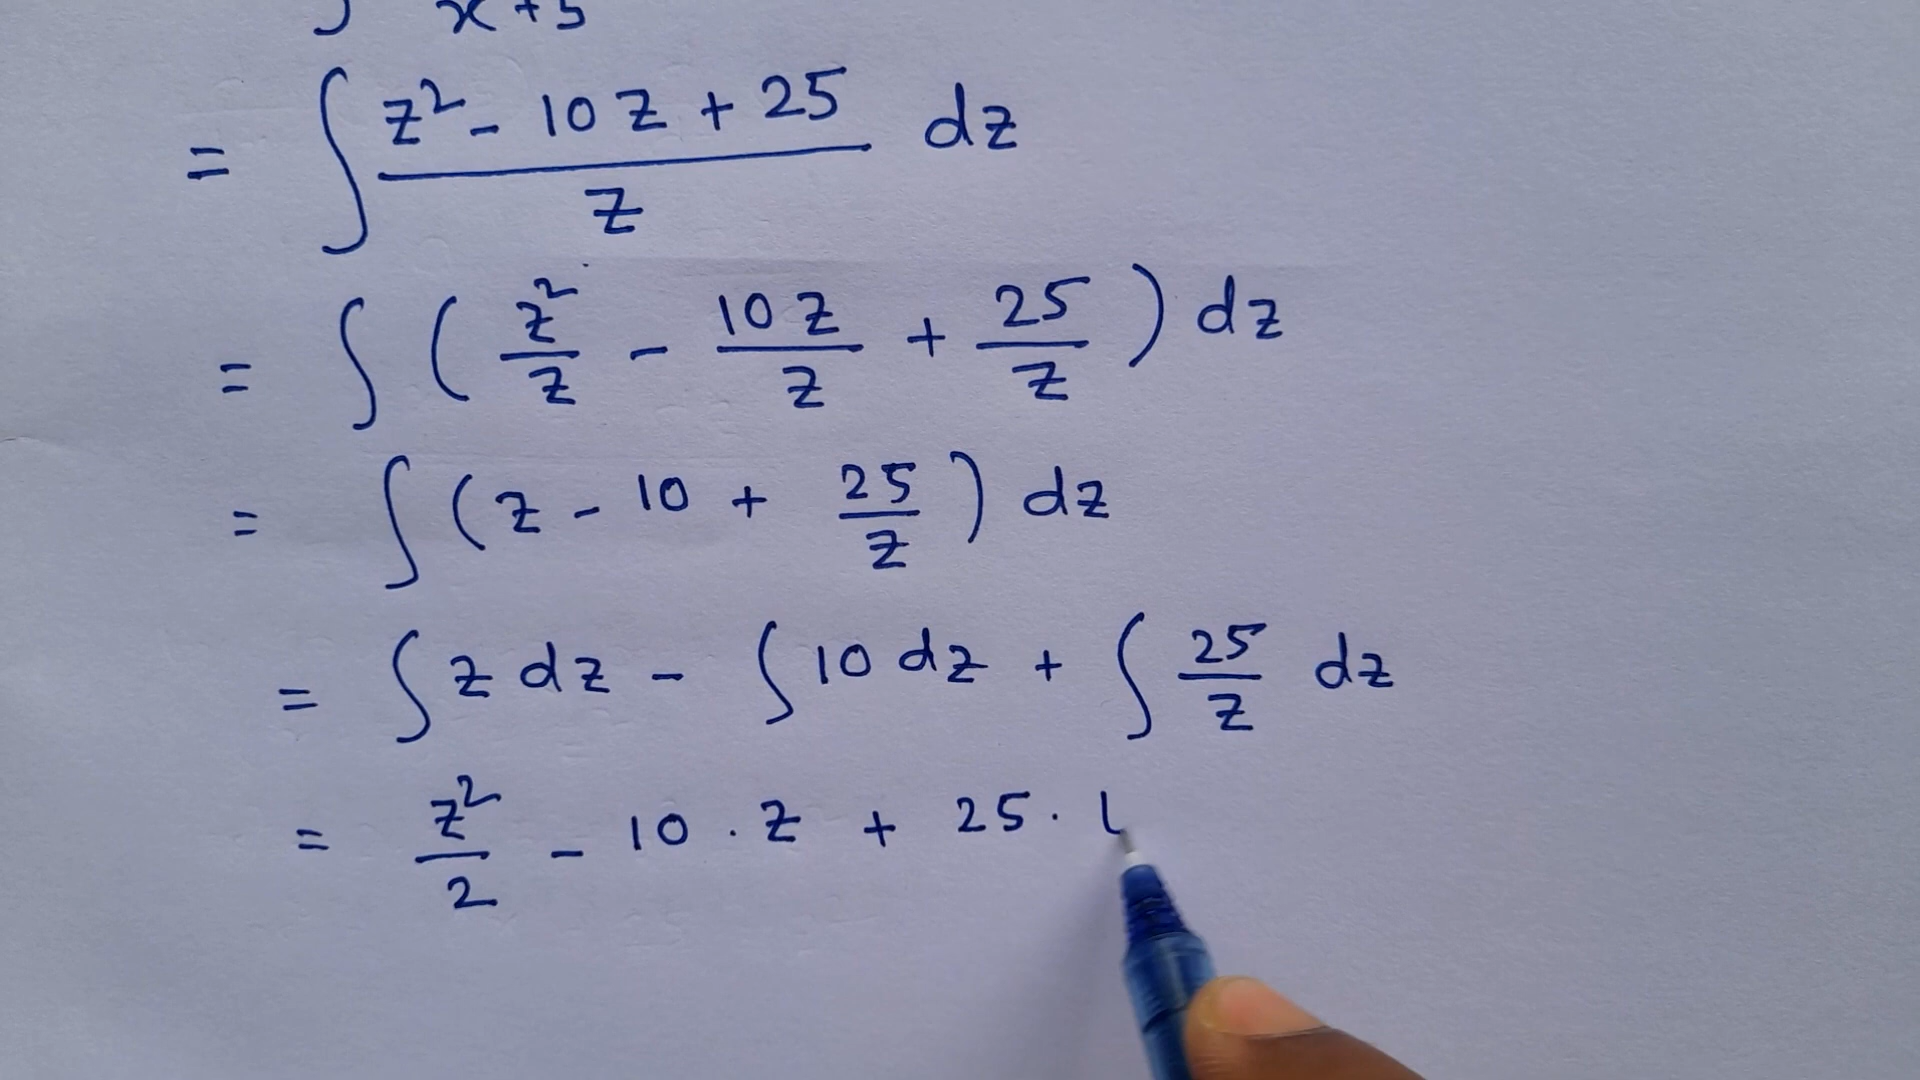 ∫ x + 5
= ∫ (z² - 10z + 25)/z dz
= ∫ ( z²/z - 10z/z + 25/z ) dz
= ∫ (z - 10 + 25/z) dz
= ∫ z dz - ∫ 10 dz + ∫ 25/z dz
= z²/2 - 10 . z + 25 . l